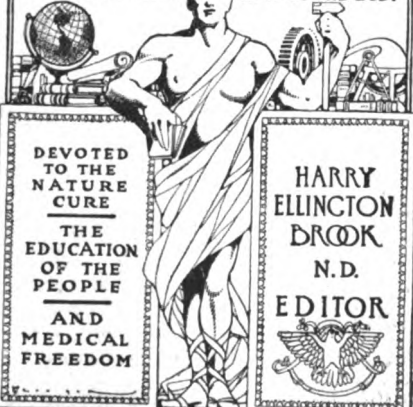 DEVOTED
TO THE
NATURE
CURE
THE
EDUCATION
OF THE
PEOPLE
AND
MEDICAL
FREEDOM
HARRY
ELLINGTON
BROOK
N.D.
EDITOR